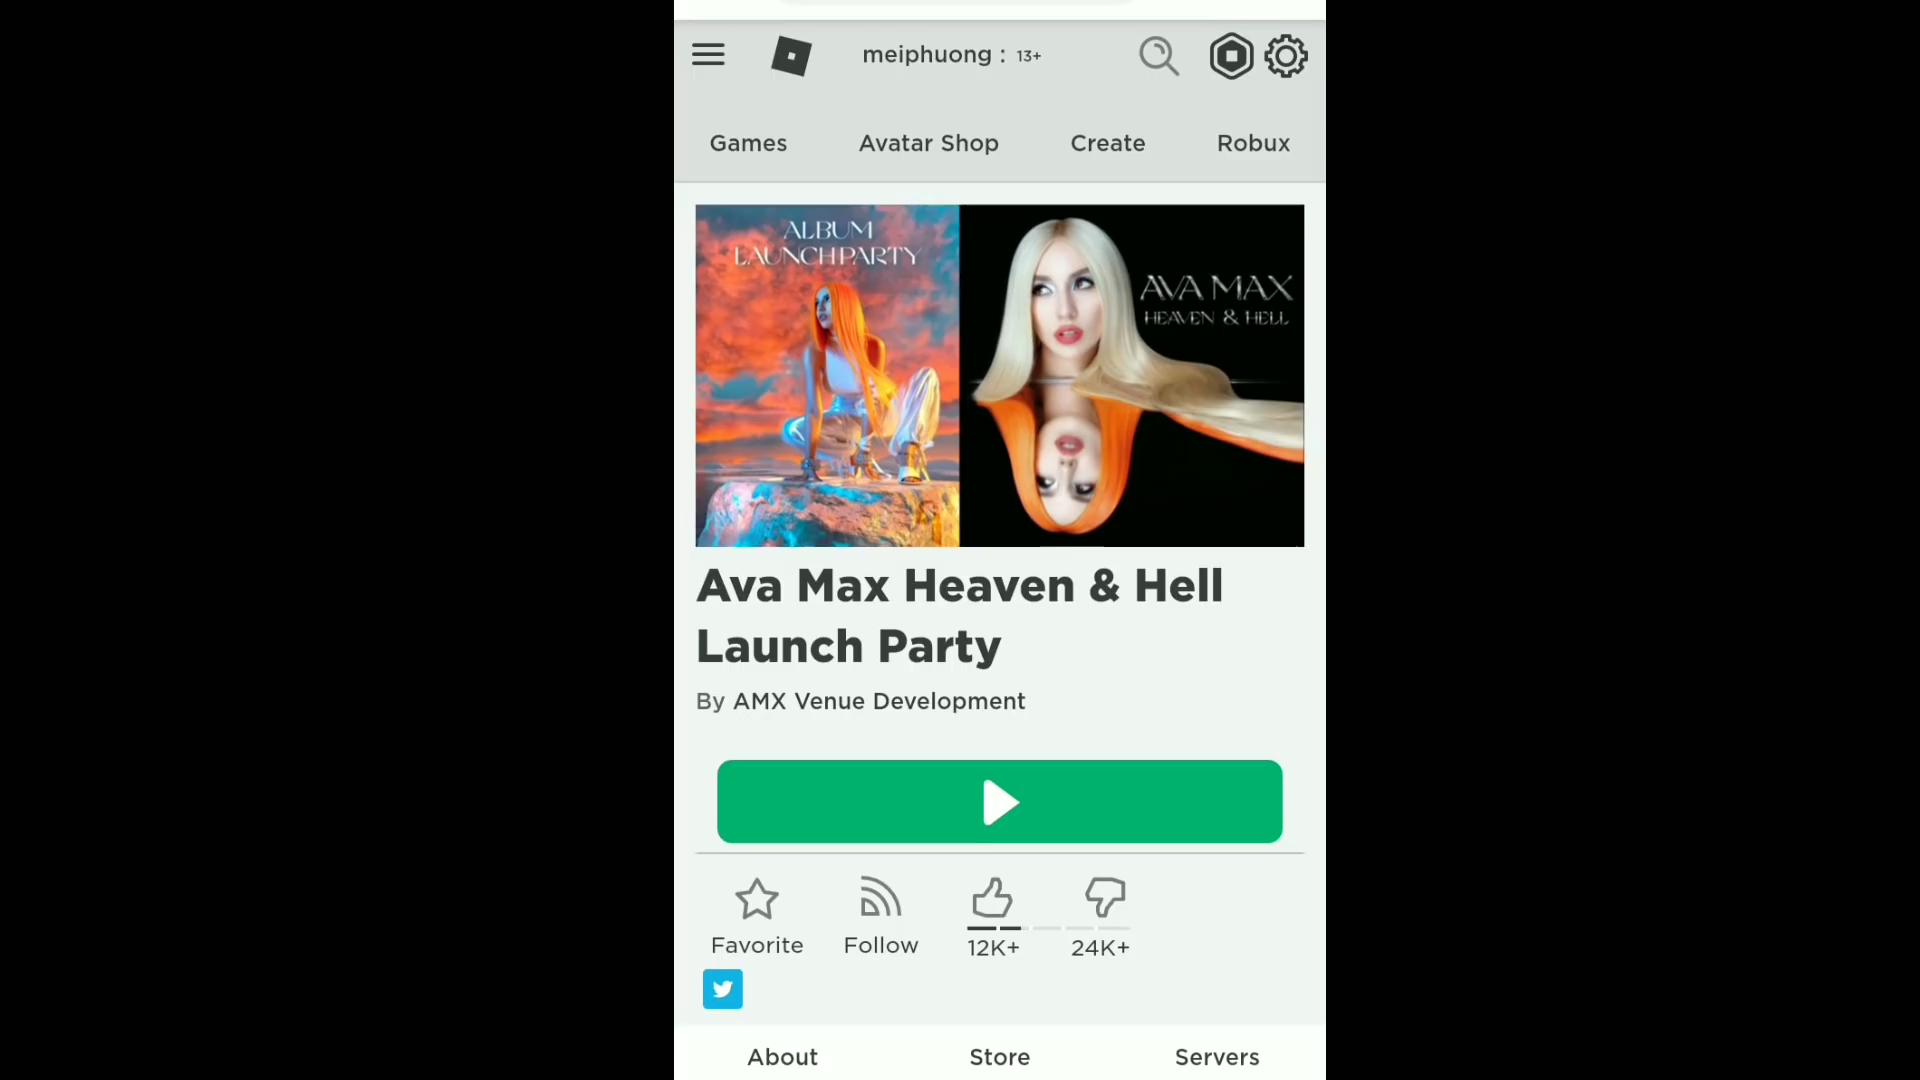 meiphuong : 13+
Games Avatar Shop Create Robux
ALBUM
LAUNCH PARTY
AVA MAX
HEAVEN & HELL
Ava Max Heaven & Hell
Launch Party
By AMX Venue Development
Favorite Follow 12K+ 24K+
About Store Servers